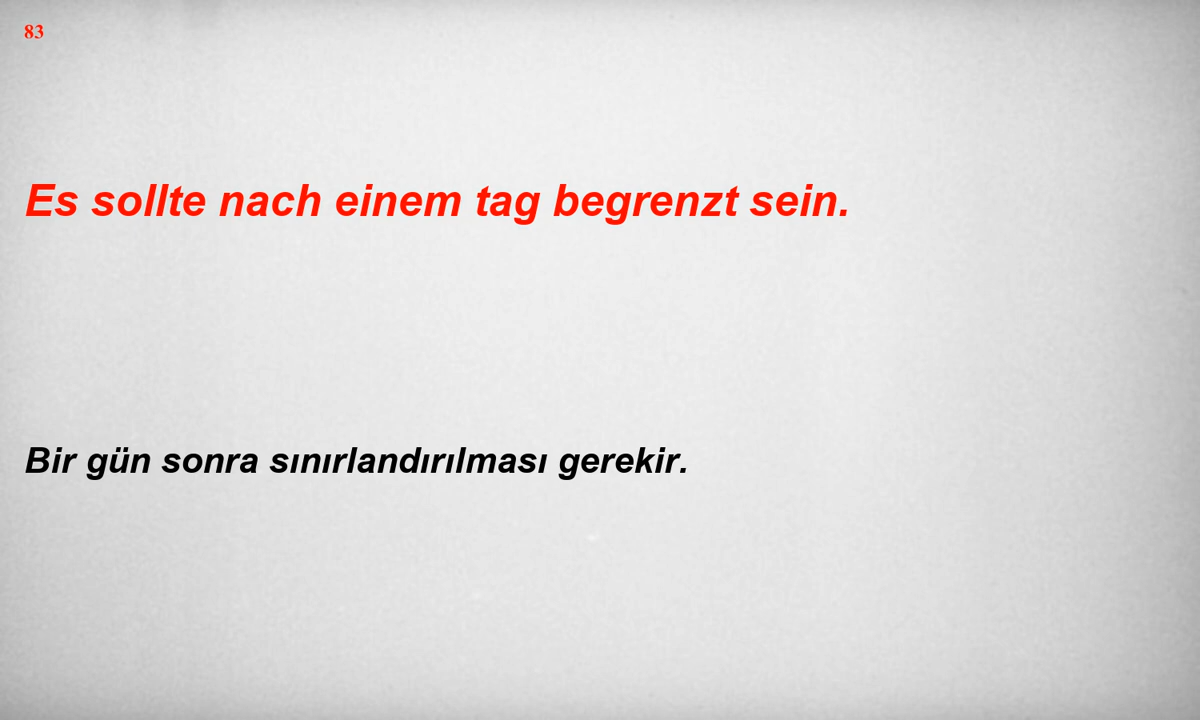 83
Es sollte nach einem tag begrenzt sein.
Bir gün sonra sınırlandırılması gerekir.